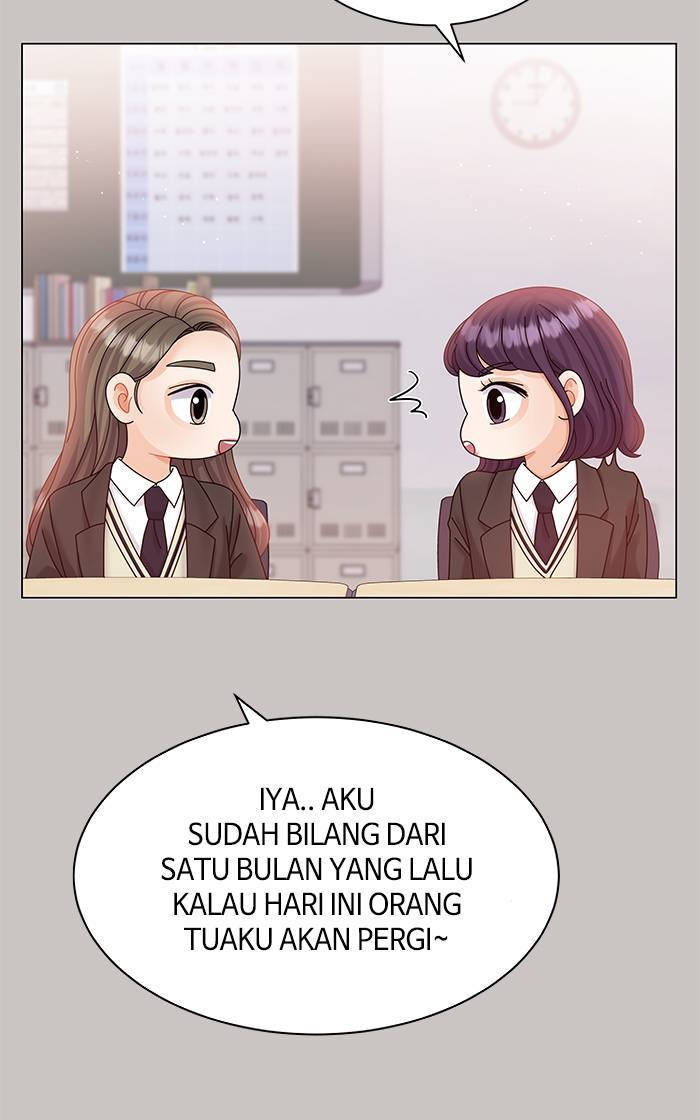 IYA.. AKU
SUDAH BILANG DARI
SATU BULAN YANG LALU
KALAU HARI INI ORANG
TUAKU AKAN PERGI~